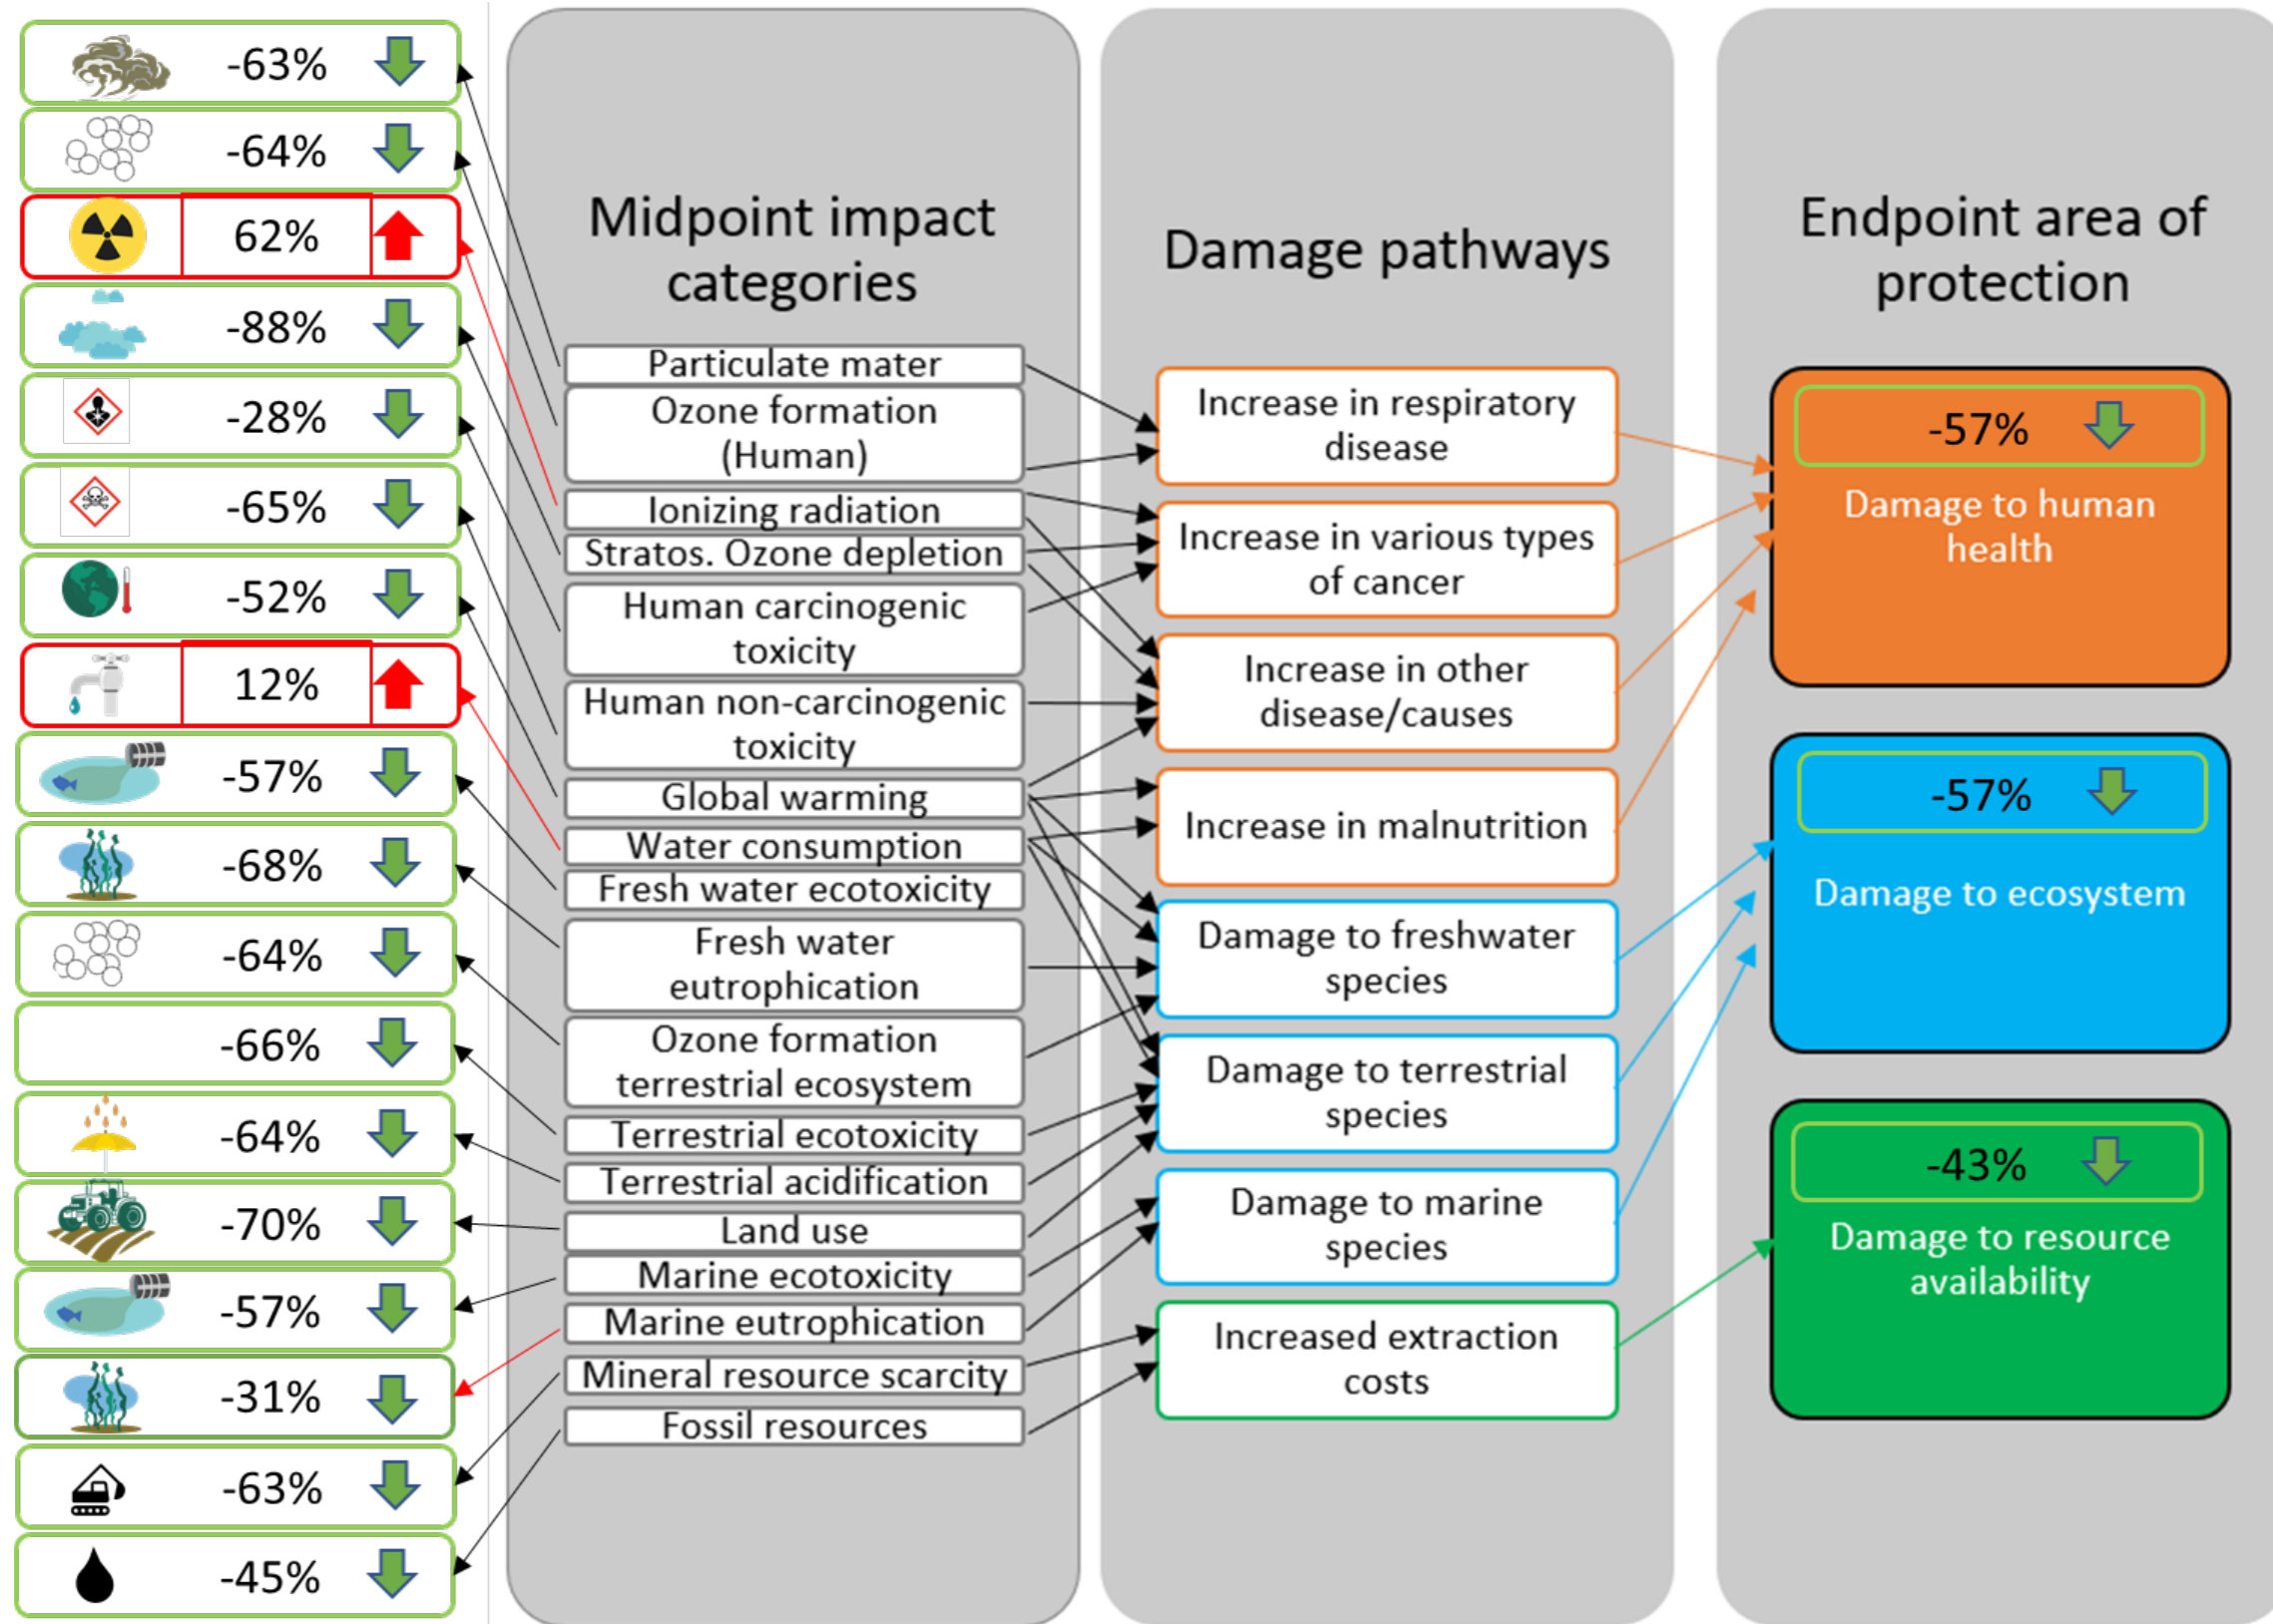 -63%
-64%
62%
-88%
-28%
-65%
-52%
12%
-57%
-68%
-64%
-66%
-64%
-70%
-57%
-31%
-63%
-45%
Midpoint impact
categories
Particulate mater
Ozone formation
(Human)
Ionizing radiation
Stratos. Ozone depletion
Human carcinogenic
toxicity
Human non-carcinogenic
toxicity
Global warming
Water consumption
Fresh water ecotoxicity
Fresh water
eutrophication
Ozone formation
terrestrial ecosystem
Terrestrial ecotoxicity
Terrestrial acidification
Land use
Marine ecotoxicity
Marine eutrophication
Mineral resource scarcity
Fossil resources
Damage pathways
Increase in respiratory
disease
Increase in various types
of cancer
Increase in other
disease/causes
Increase in malnutrition
Damage to freshwater
species
Damage to terrestrial
species
Damage to marine
species
Increased extraction
costs
Endpoint area of
protection
-57%
Damage to human
health
-57%
Damage to ecosystem
-43%
Damage to resource
availability